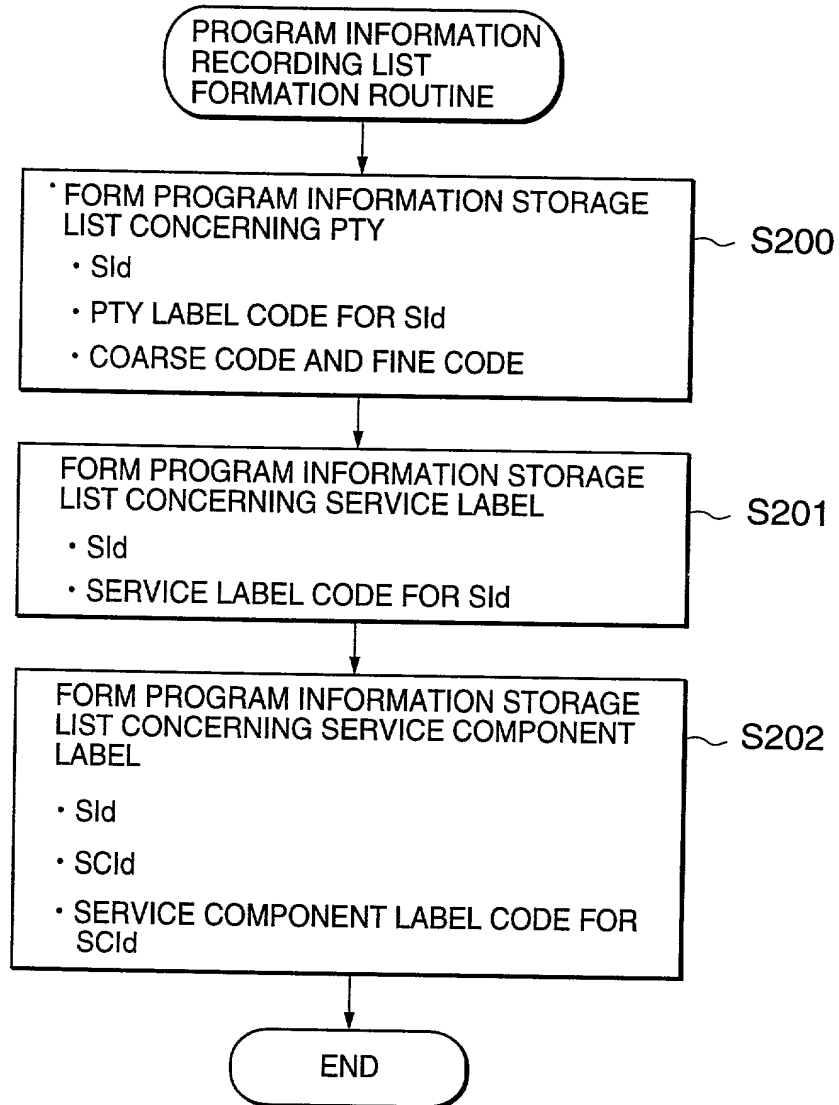 PROGRAM INFORMATION
RECORDING LIST
FORMATION ROUTINE
FORM PROGRAM INFORMATION STORAGE
LIST CONCERNING PTY
· SId
· PTY LABEL CODE FOR SId
· COARSE CODE AND FINE CODE
S200
FORM PROGRAM INFORMATION STORAGE
LIST CONCERNING SERVICE LABEL
· SId
· SERVICE LABEL CODE FOR SId
S201
FORM PROGRAM INFORMATION STORAGE
LIST CONCERNING SERVICE COMPONENT
LABEL
· SId
· SCId
· SERVICE COMPONENT LABEL CODE FOR
SCId
S202
END